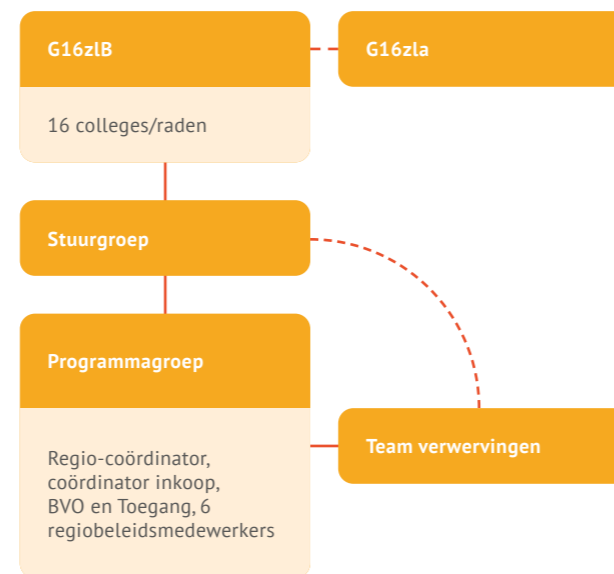 G16zlB
G16zla
16 colleges/raden
Stuurgroep
Programmagroep
Regio-coördinator,
coördinator inkoop,
BVO en Toegang, 6
regiobeleidsmedewerkers
Team verwervingen